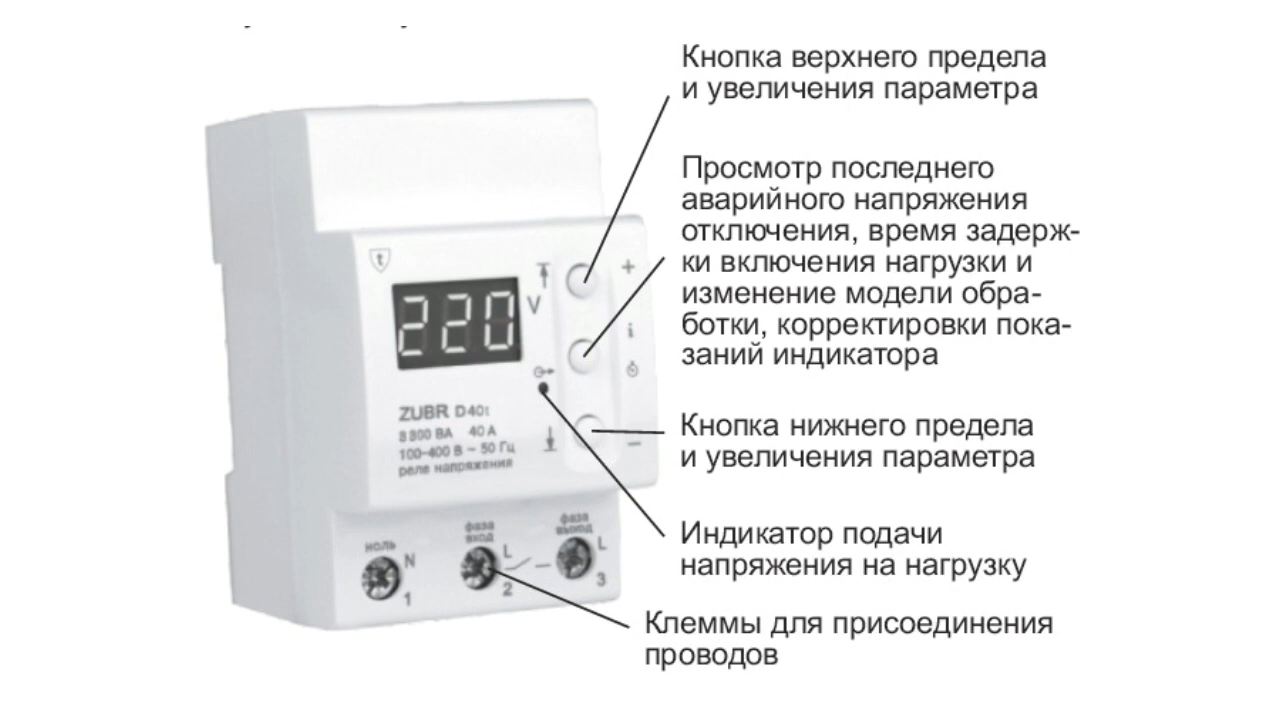 Кнопка верхнего предела
и увеличения параметра
Просмотр последнего
аварийного напряжения
отключения, время задерж-
ки включения нагрузки и
изменение модели обра-
ботки, корректировки пока-
заний индикатора
Кнопка нижнего предела
и увеличения параметра
Индикатор подачи
напряжения на нагрузку
Клеммы для присоединения
проводов
t
220 V
+
i
−
ZUBR D40t
8800 ВА 40 А
100-400 В ~ 50 Гц
реле напряжения
ноль
N
1
фаза
вход
L
2
фаза
выход
L
3